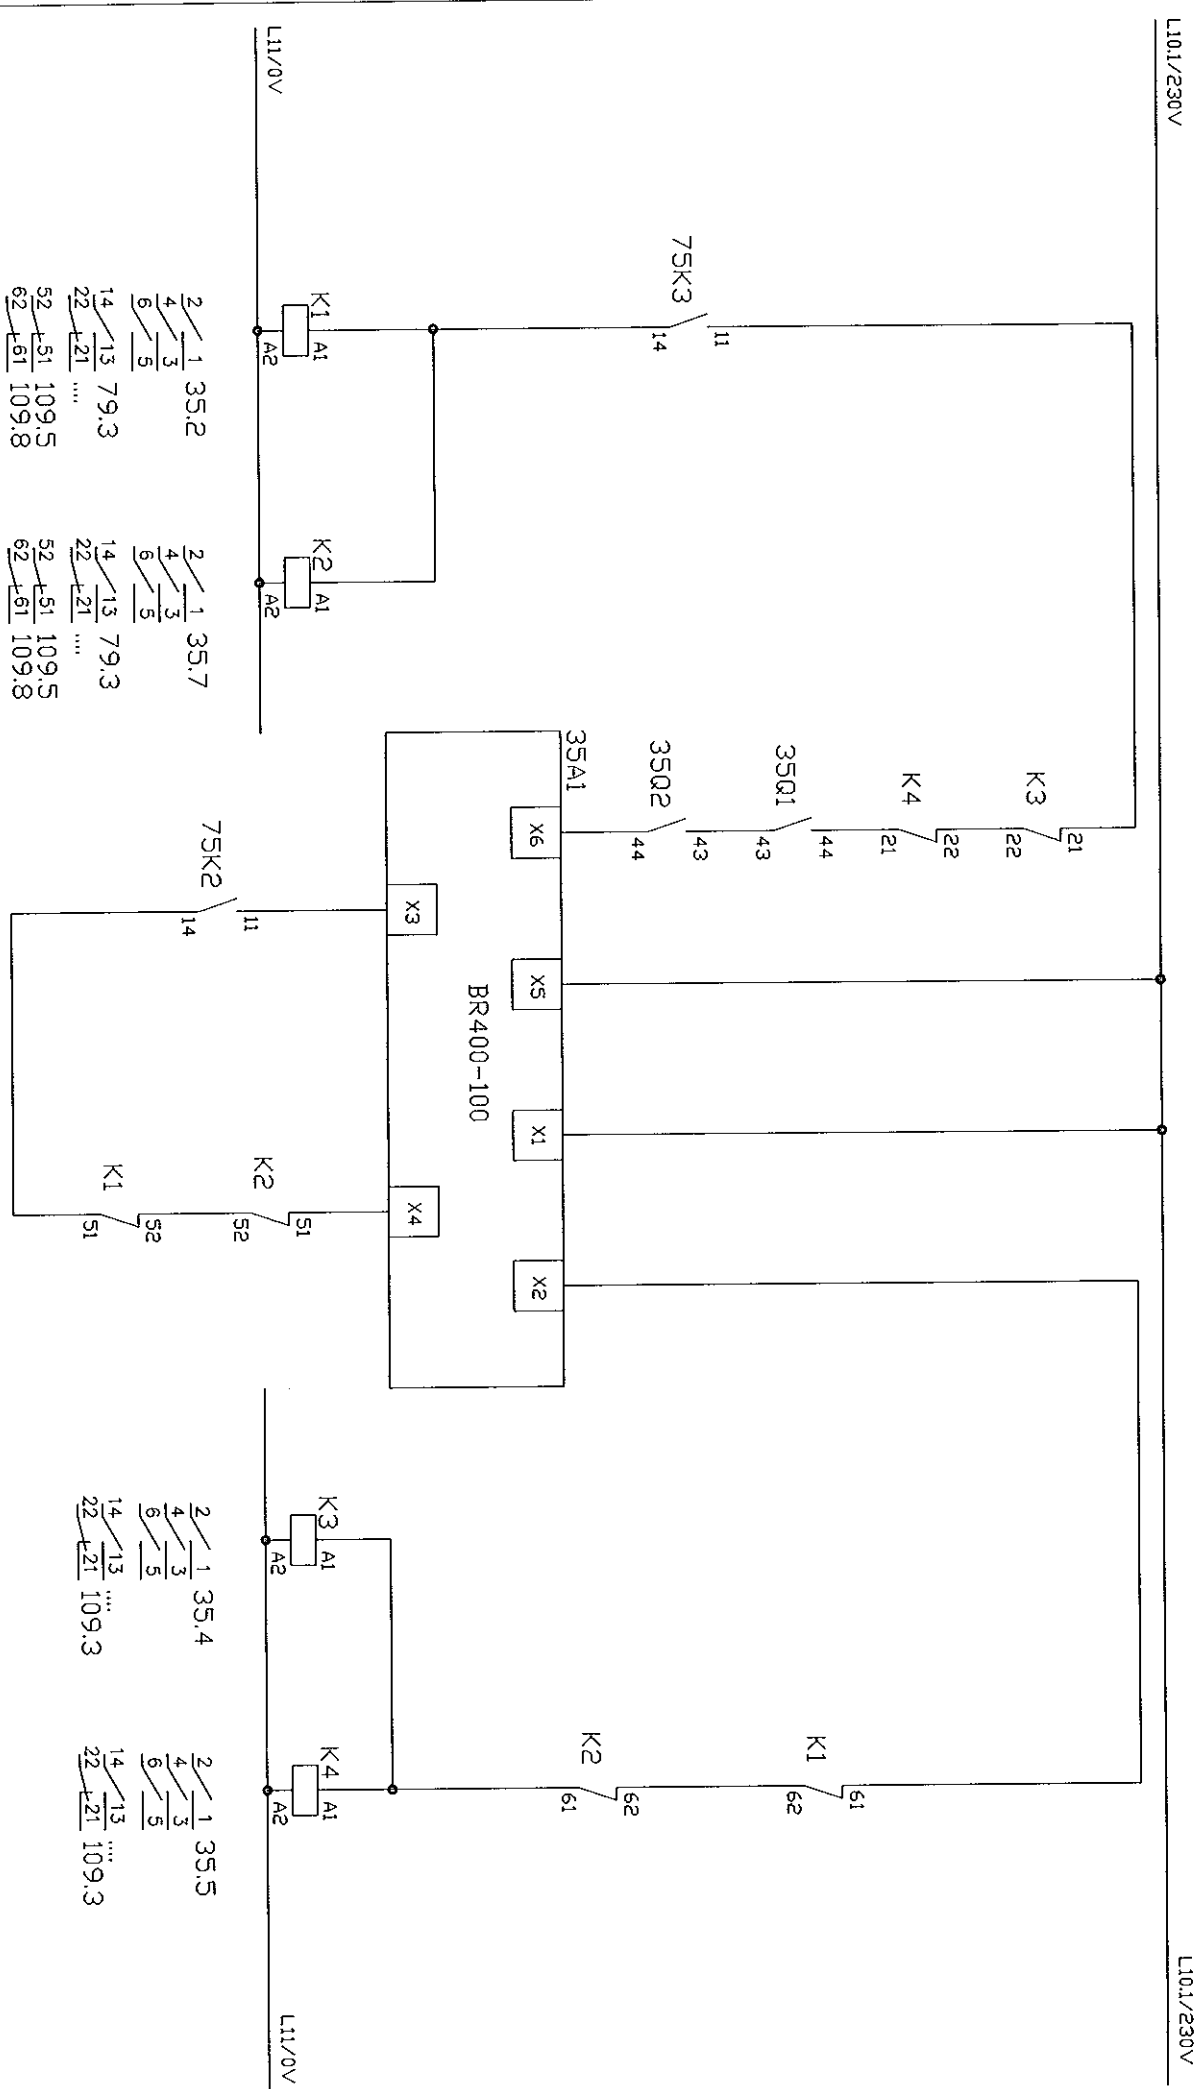 L10.1/230V
L10.1/230V
K3
21
22
K4
22
21
35Q1
44
43
35Q2
43
44
75K3
11
14
K1
61
62
K2
62
61
35A1
X6
X5
X1
X2
BR400-100
X3
X4
75K2
11
14
K2
51
52
K1
52
51
L11/0V
K1
A1
A2
K2
A1
A2
K3
A1
A2
K4
A1
A2
L11/0V
2 1 35.2
4 3
6 5
14 13 79.3
22 21 ....
52 51 109.5
62 61 109.8
2 1 35.7
4 3
6 5
14 13 79.3
22 21 ....
52 51 109.5
62 61 109.8
2 1 35.4
4 3
6 5
14 13 ....
22 21 109.3
2 1 35.5
4 3
6 5
14 13 ....
22 21 109.3